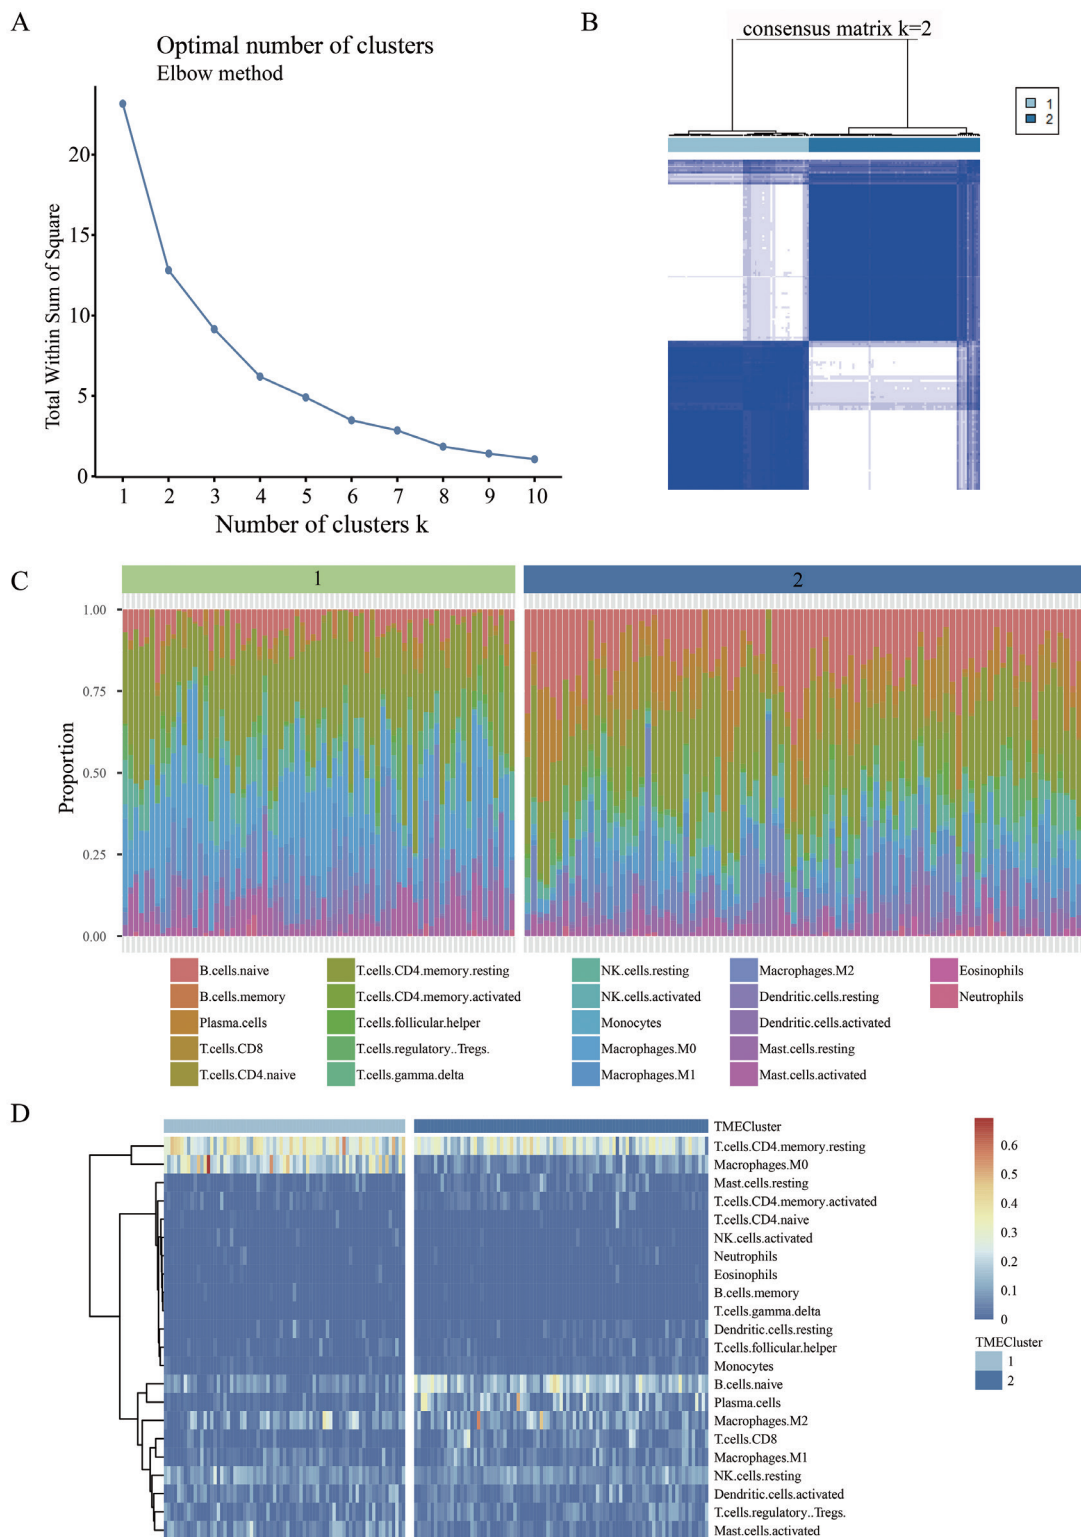 A
Optimal number of clusters
Elbow method
20
15
10
5
0
Total Within Sum of Square
1 2 3 4 5 6 7 8 9 10
Number of clusters k
B
consensus matrix k=2
1
2
C
1 2
1.00
0.75
0.50
0.25
0.00
Proportion
B.cells.naive T.cells.CD4.memory.resting NK.cells.resting Macrophages.M2 Eosinophils
B.cells.memory T.cells.CD4.memory.activated NK.cells.activated Dendritic.cells.resting Neutrophils
Plasma.cells T.cells.follicular.helper Monocytes Dendritic.cells.activated
T.cells.CD8 T.cells.regulatory..Tregs. Macrophages.M0 Mast.cells.resting
T.cells.CD4.naive T.cells.gamma.delta Macrophages.M1 Mast.cells.activated
D
TMECluster
T.cells.CD4.memory.resting
Macrophages.M0
Mast.cells.resting
T.cells.CD4.memory.activated
T.cells.CD4.naive
NK.cells.activated
Neutrophils
Eosinophils
B.cells.memory
T.cells.gamma.delta
Dendritic.cells.resting
T.cells.follicular.helper
Monocytes
B.cells.naive
Plasma.cells
Macrophages.M2
T.cells.CD8
Macrophages.M1
NK.cells.resting
Dendritic.cells.activated
T.cells.regulatory..Tregs.
Mast.cells.activated
0.6
0.5
0.4
0.3
0.2
0.1
0
TMECluster
1
2